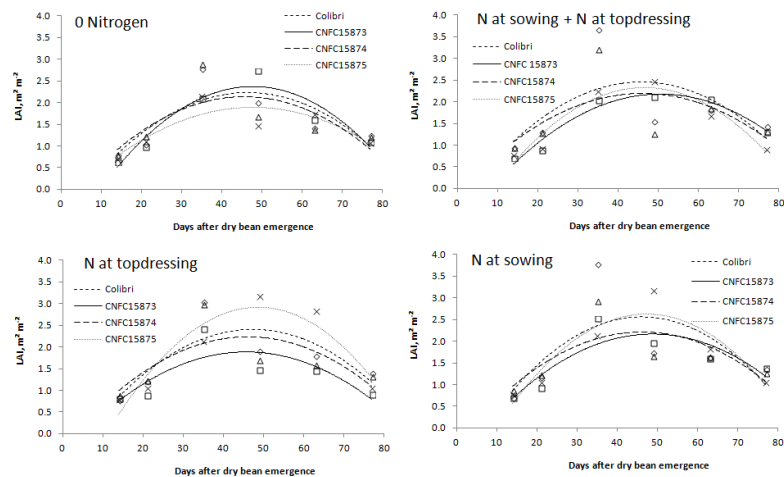 0 Nitrogen
Colibri
CNFC15873
CNFC15874
CNFC15875
LAI, m² m⁻²
4.0
3.5
3.0
2.5
2.0
1.5
1.0
0.5
0.0
0 10 20 30 40 50 60 70 80
Days after dry bean emergence
N at sowing + N at topdressing
Colibri
CNFC 15873
CNFC15874
CNFC15875
LAI, m² m⁻²
4.0
3.5
3.0
2.5
2.0
1.5
1.0
0.5
0.0
0 10 20 30 40 50 60 70 80
Days after dry bean emergence
N at topdressing
Colibri
CNFC15873
CNFC15874
CNFC15875
LAI, m² m⁻²
4.0
3.5
3.0
2.5
2.0
1.5
1.0
0.5
0.0
0 10 20 30 40 50 60 70 80
Days after dry bean emergence
N at sowing
Colibri
CNFC15873
CNFC15874
CNFC15875
LAI, m² m⁻²
4.0
3.5
3.0
2.5
2.0
1.5
1.0
0.5
0.0
0 10 20 30 40 50 60 70 80
Days after dry bean emergence